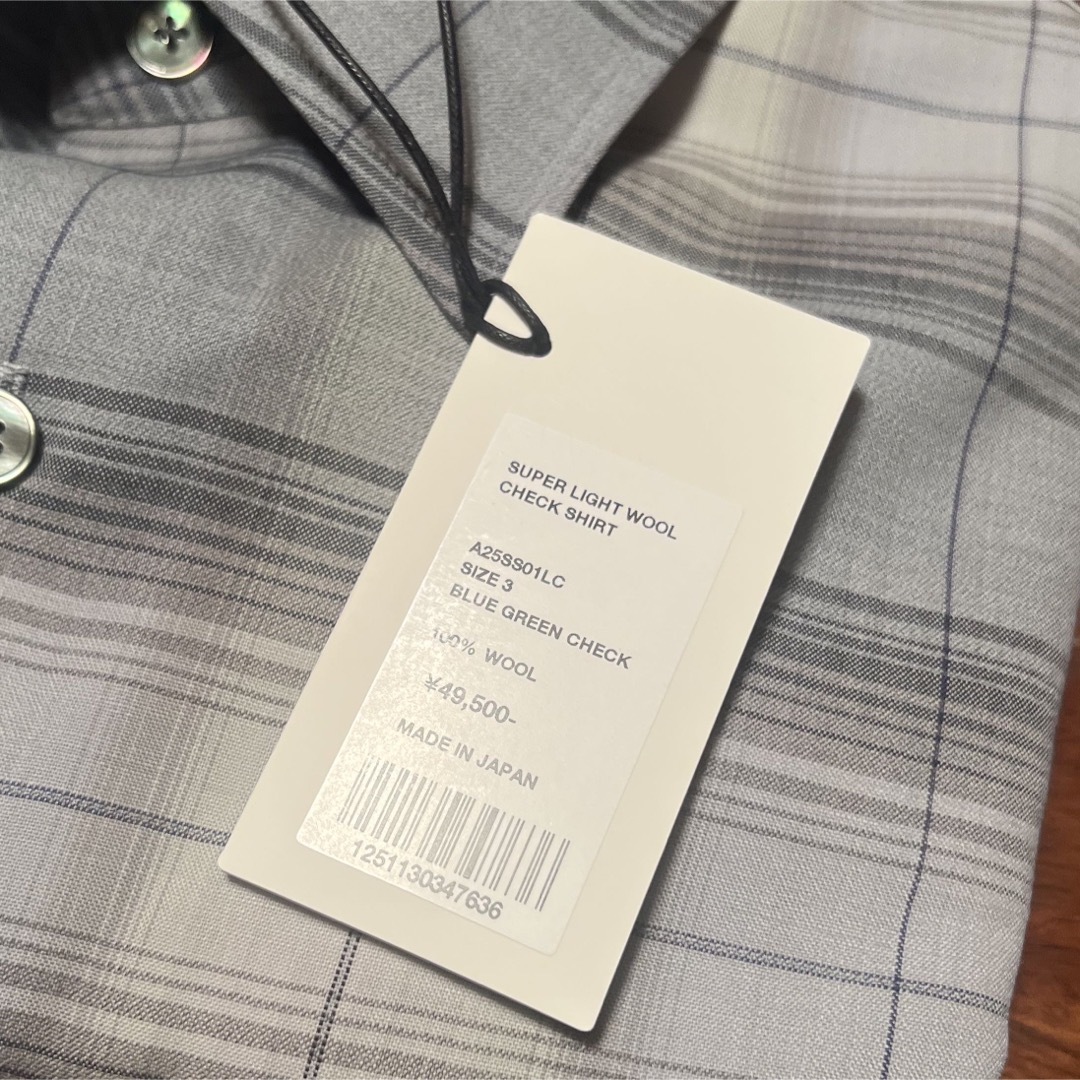 SUPER LIGHT WOOL
CHECK SHIRT
A25SS01LC
SIZE 3
BLUE GREEN CHECK
100% WOOL
¥49,500-
MADE IN JAPAN
1251130347636